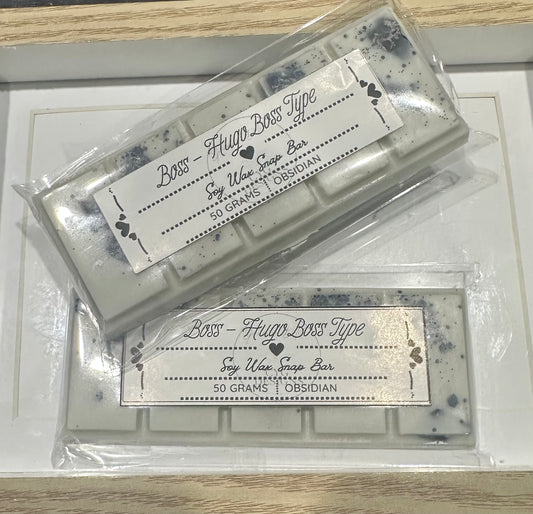 Boss – Hugo Boss Type
Soy Wax Snap Bar
50 GRAMS | OBSIDIAN
Boss – Hugo Boss Type
Soy Wax Snap Bar
50 GRAMS | OBSIDIAN